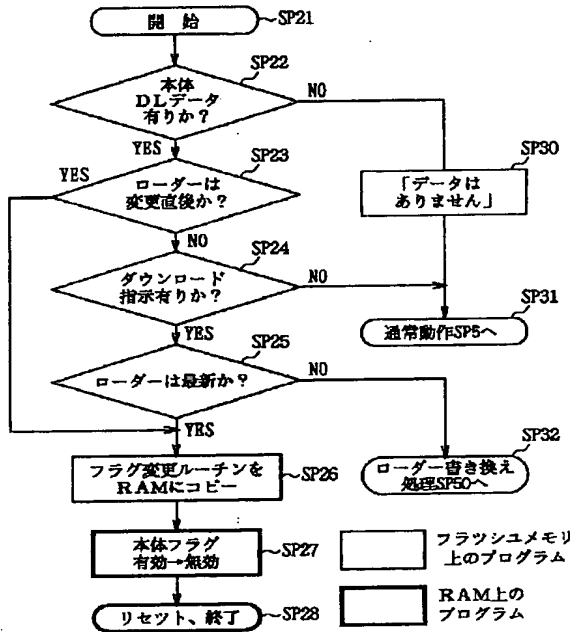 開　始
SP21
SP22
本体
DLデータ
有りか？
NO
YES
SP23
SP30
YES
ローダーは
変更直後か？
「データは
ありません」
NO
SP24
ダウンロード
指示有りか？
NO
SP31
YES
通常動作SP5へ
SP25
ローダーは最新か？
NO
YES
SP32
フラグ変更ルーチンを
RAMにコピー
SP26
ローダー書き換え
処理SP50へ
本体フラグ
有効→無効
SP27
フラツシユメモリ
上のプログラム
リセツト、終了
SP28
RAM上の
プログラム